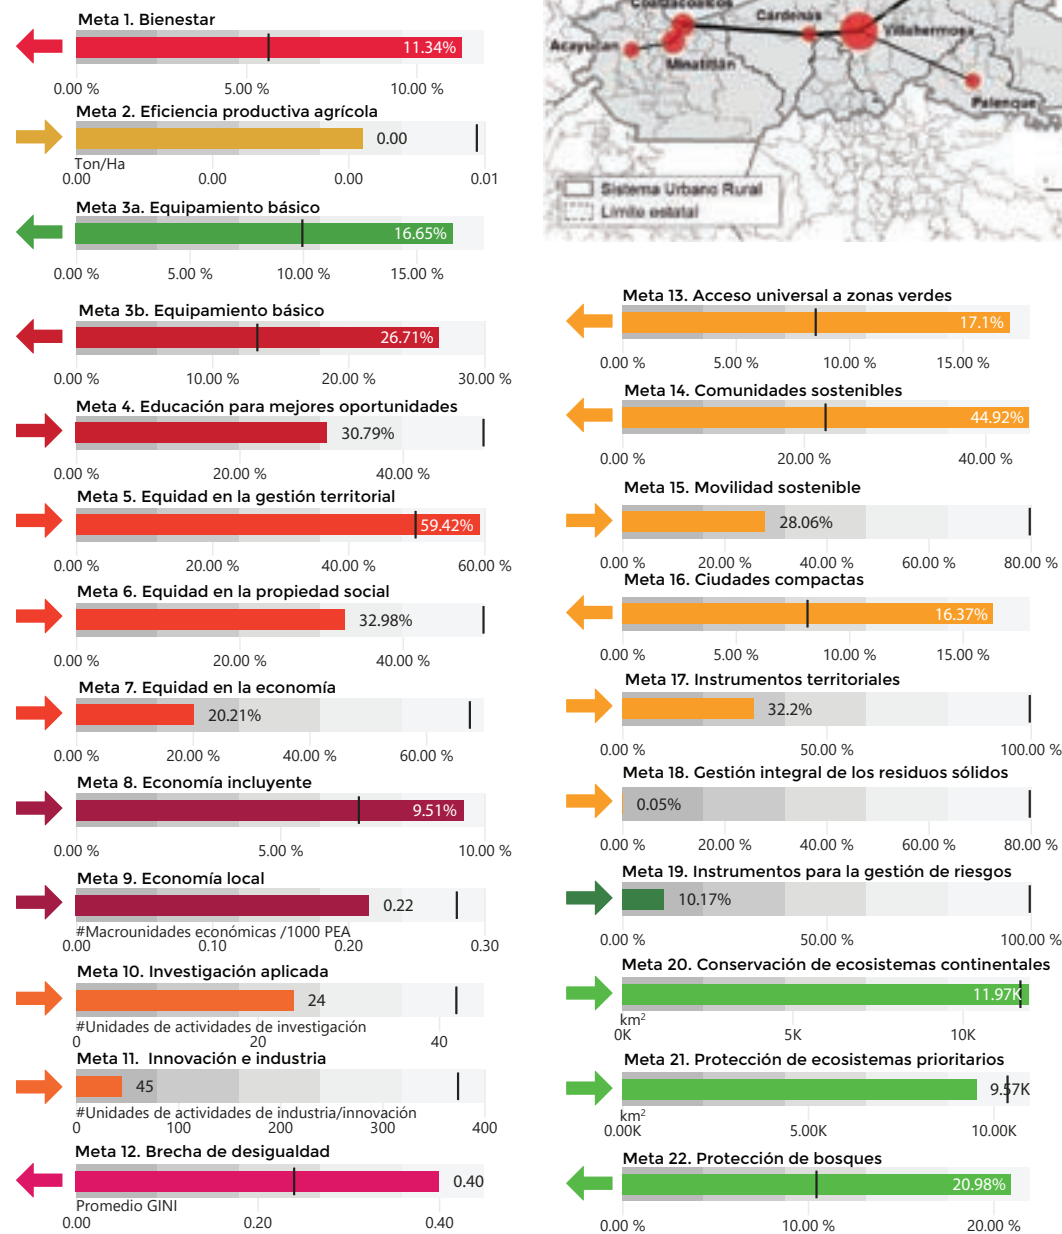 Meta 1. Bienestar
11.34%
0.00 %
5.00 %
10.00 %
Meta 2. Eficiencia productiva agrícola
0.00
Ton/Ha
0.00
0.00
0.00
0.01
Meta 3a. Equipamiento básico
16.65%
0.00 %
5.00 %
10.00 %
15.00 %
Meta 3b. Equipamiento básico
26.71%
0.00 %
10.00 %
20.00 %
30.00 %
Meta 4. Educación para mejores oportunidades
30.79%
0.00 %
20.00 %
40.00 %
Meta 5. Equidad en la gestión territorial
59.42%
0.00 %
20.00 %
40.00 %
60.00 %
Meta 6. Equidad en la propiedad social
32.98%
0.00 %
20.00 %
40.00 %
Meta 7. Equidad en la economía
20.21%
0.00 %
20.00 %
40.00 %
60.00 %
Meta 8. Economía incluyente
9.51%
0.00 %
5.00 %
10.00 %
Meta 9. Economía local
0.22
#Macrounidades económicas /1000 PEA
0.00
0.10
0.20
0.30
Meta 10. Investigación aplicada
24
#Unidades de actividades de investigación
0
20
40
Meta 11. Innovación e industria
45
#Unidades de actividades de industria/innovación
0
100
200
300
400
Meta 12. Brecha de desigualdad
0.40
Promedio GINI
0.00
0.20
0.40
Coatzacoalcos
Cárdenas
Villahermosa
Acayucan
Minatitlán
Palenque
Sistema Urbano Rural
Límite estatal
Meta 13. Acceso universal a zonas verdes
17.1%
0.00 %
5.00 %
10.00 %
15.00 %
Meta 14. Comunidades sostenibles
44.92%
0.00 %
20.00 %
40.00 %
Meta 15. Movilidad sostenible
28.06%
0.00 %
20.00 %
40.00 %
60.00 %
80.00 %
Meta 16. Ciudades compactas
16.37%
0.00 %
5.00 %
10.00 %
15.00 %
Meta 17. Instrumentos territoriales
32.2%
0.00 %
50.00 %
100.00 %
Meta 18. Gestión integral de los residuos sólidos
0.05%
0.00 %
20.00 %
40.00 %
60.00 %
80.00 %
Meta 19. Instrumentos para la gestión de riesgos
10.17%
0.00 %
50.00 %
100.00 %
Meta 20. Conservación de ecosistemas continentales
11.97K
km²
0K
5K
10K
Meta 21. Protección de ecosistemas prioritarios
9.57K
km²
0.00K
5.00K
10.00K
Meta 22. Protección de bosques
20.98%
0.00 %
10.00 %
20.00 %